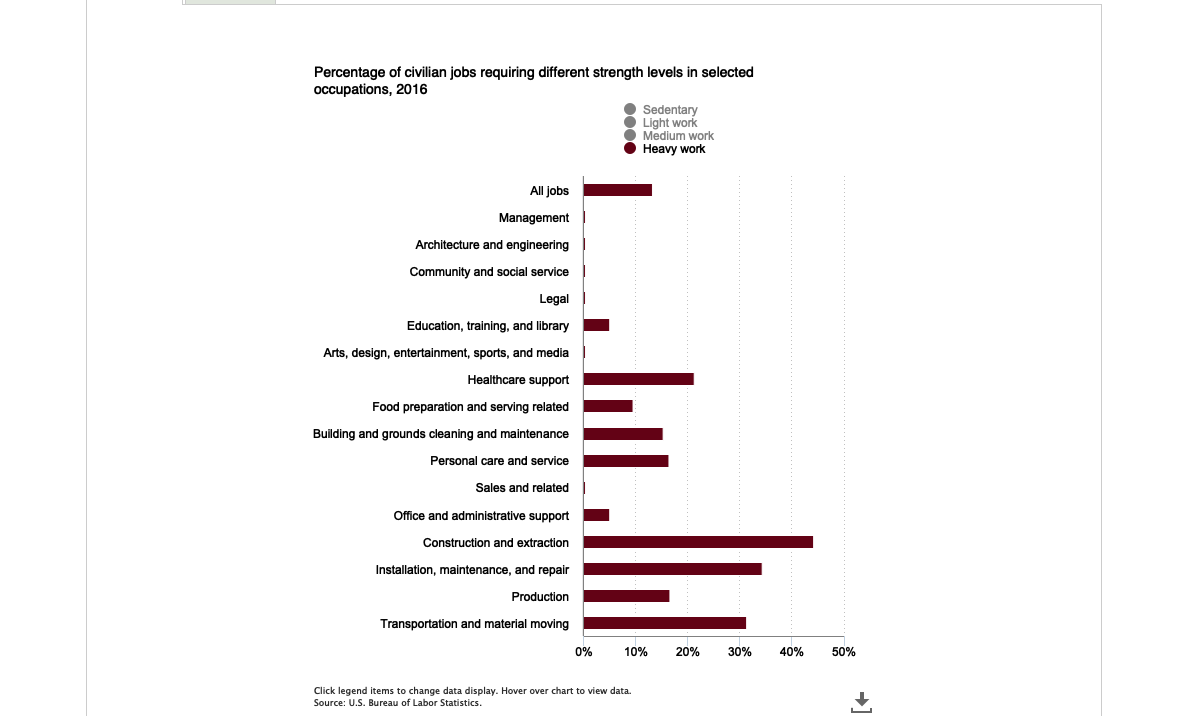 Percentage of civilian jobs requiring different strength levels in selected
occupations, 2016
Sedentary
Light work
Medium work
Heavy work
All jobs
Management
Architecture and engineering
Community and social service
Legal
Education, training, and library
Arts, design, entertainment, sports, and media
Healthcare support
Food preparation and serving related
Building and grounds cleaning and maintenance
Personal care and service
Sales and related
Office and administrative support
Construction and extraction
Installation, maintenance, and repair
Production
Transportation and material moving
0% 10% 20% 30% 40% 50%
Click legend items to change data display. Hover over chart to view data.
Source: U.S. Bureau of Labor Statistics.